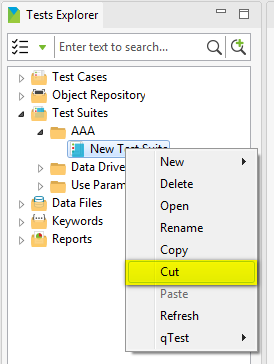 Tests Explorer
Enter text to search...
Test Cases
Object Repository
Test Suites
AAA
New Test Suite
Data Drive
Use Param
Data Files
Keywords
Reports
New
Delete
Open
Rename
Copy
Cut
Paste
Refresh
qTest